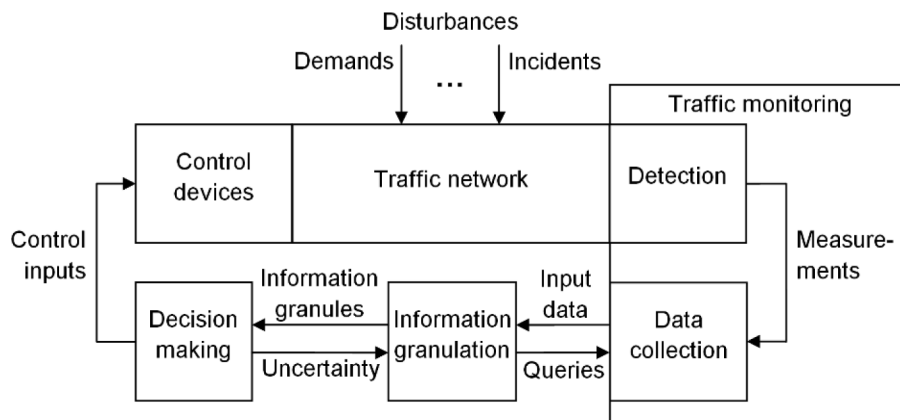 Disturbances
Demands
...
Incidents
Traffic monitoring
Control
devices
Traffic network
Detection
Control
inputs
Measure-
ments
Information
granules
Input
data
Decision
making
Information
granulation
Data
collection
Uncertainty
Queries